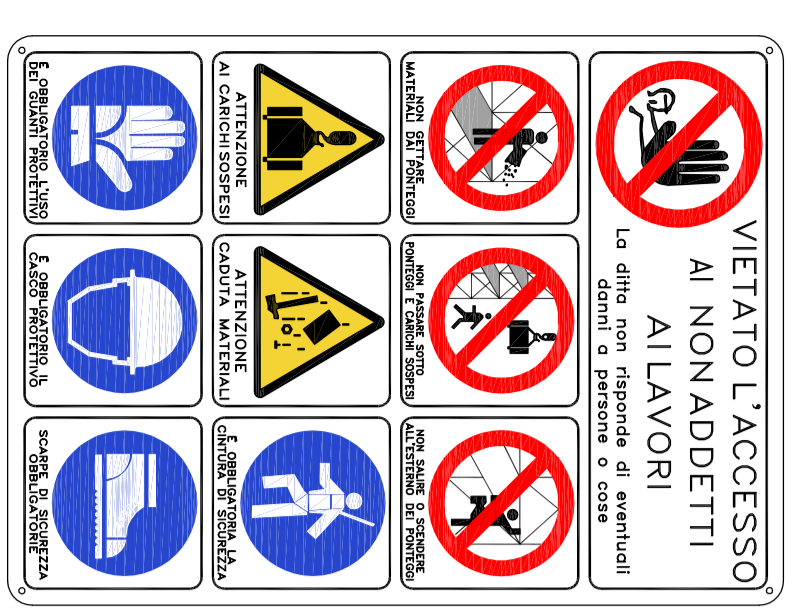 VIETATO L'ACCESSO
AI NON ADDETTI
AI LAVORI
La ditta non risponde di eventuali
danni a persone o cose
NON GETTARE
MATERIALI DAI PONTEGGI
NON PASSARE SOTTO
PONTEGGI E CARICHI SOSPESI
NON SALIRE O SCENDERE
ALL'ESTERNO DEI PONTEGGI
ATTENZIONE
AI CARICHI SOSPESI
ATTENZIONE
CADUTA MATERIALI
É OBBLIGATORIA LA
CINTURA DI SICUREZZA
É OBBLIGATORIO L'USO
DEI GUANTI PROTETTIVI
É OBBLIGATORIO IL
CASCO PROTETTIVO
SCARPE DI SICUREZZA
OBBLIGATORIE